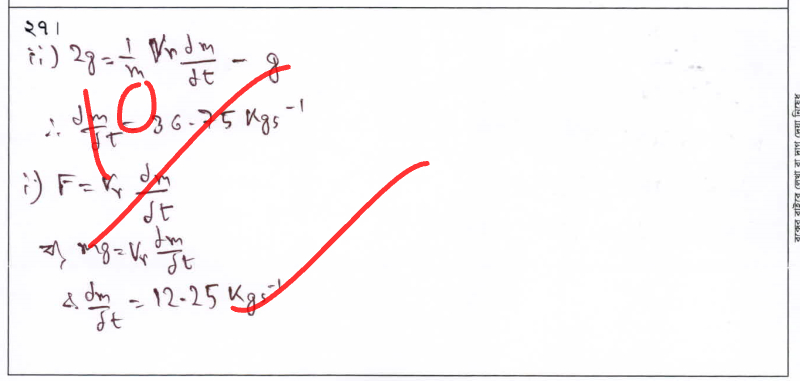 ২৭।
ii) 2g = 1/m Vr dm/dt - g
∴ dm/dt = 36.75 Kgs⁻¹
i) F = Vr dm/dt
বা, mg = Vr dm/dt
∴ dm/dt = 12.25 Kgs⁻¹